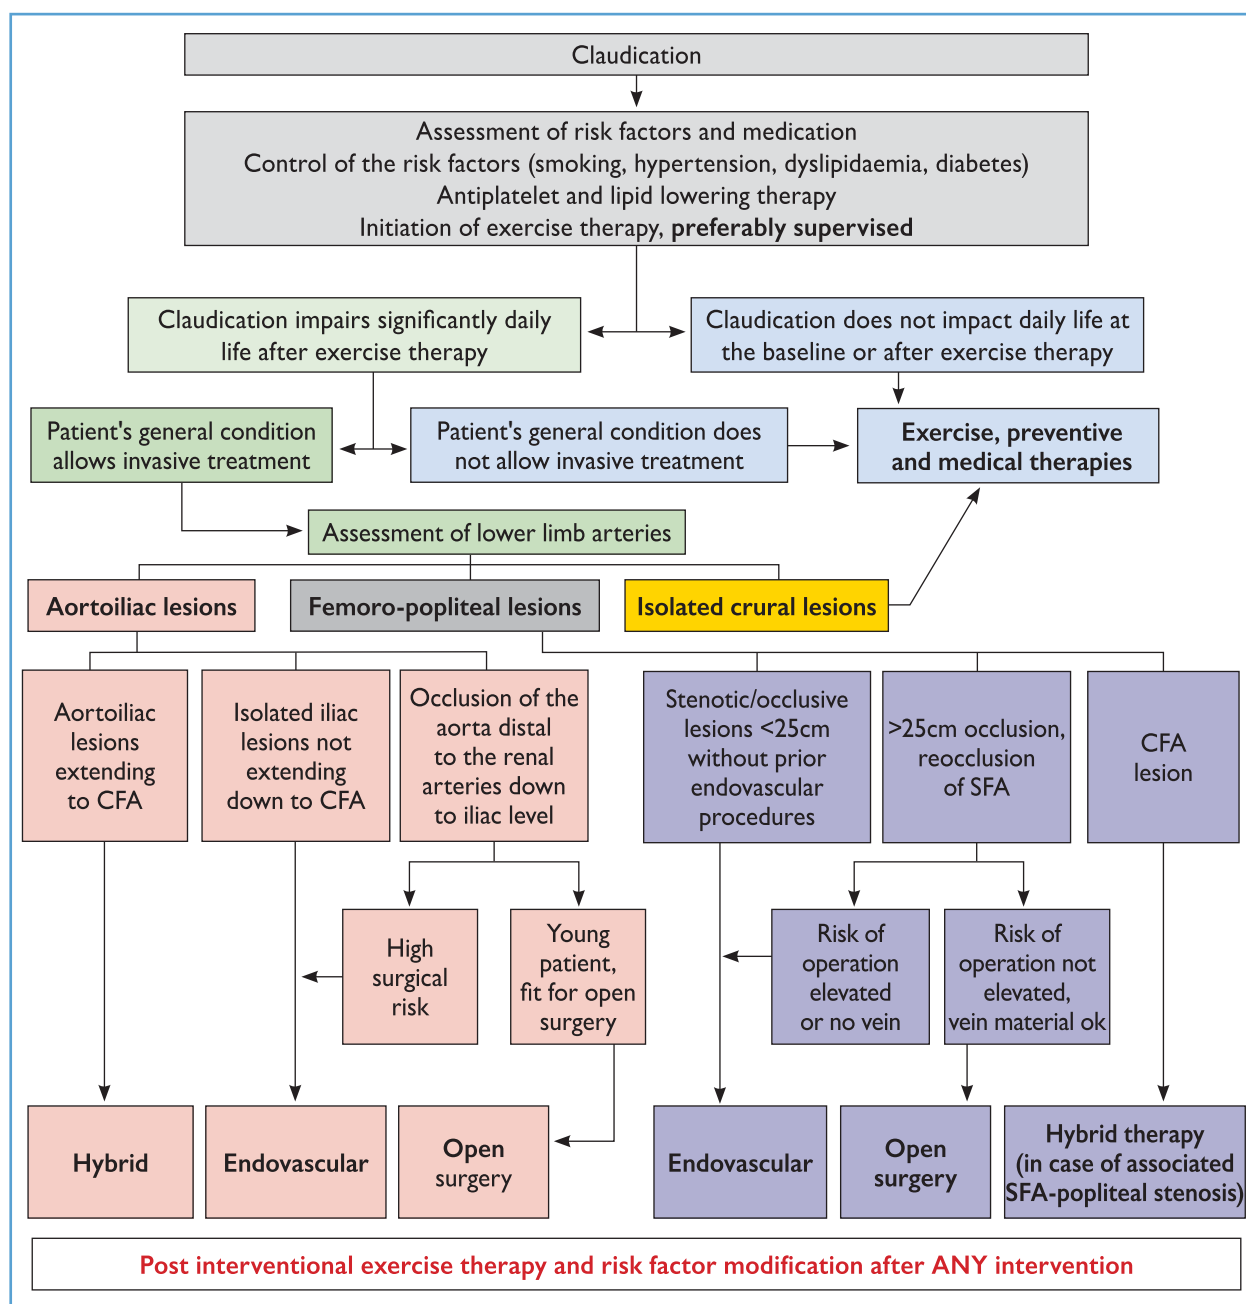 Claudication
Assessment of risk factors and medication
Control of the risk factors (smoking, hypertension, dyslipidaemia, diabetes)
Antiplatelet and lipid lowering therapy
Initiation of exercise therapy, preferably supervised
Claudication impairs significantly daily
life after exercise therapy
Claudication does not impact daily life at
the baseline or after exercise therapy
Patient's general condition
allows invasive treatment
Patient's general condition does
not allow invasive treatment
Exercise, preventive
and medical therapies
Assessment of lower limb arteries
Aortoiliac lesions
Femoro-popliteal lesions
Isolated crural lesions
Aortoiliac
lesions
extending
to CFA
Isolated iliac
lesions not
extending
down to CFA
Occlusion of the
aorta distal
to the renal
arteries down
to iliac level
Stenotic/occlusive
lesions <25cm
without prior
endovascular
procedures
>25cm occlusion,
reocclusion
of SFA
CFA
lesion
High
surgical
risk
Young
patient,
fit for open
surgery
Risk of
operation
elevated
or no vein
Risk of
operation not
elevated,
vein material ok
Hybrid
Endovascular
Open
surgery
Endovascular
Open
surgery
Hybrid therapy
(in case of associated
SFA-popliteal stenosis)
Post interventional exercise therapy and risk factor modification after ANY intervention